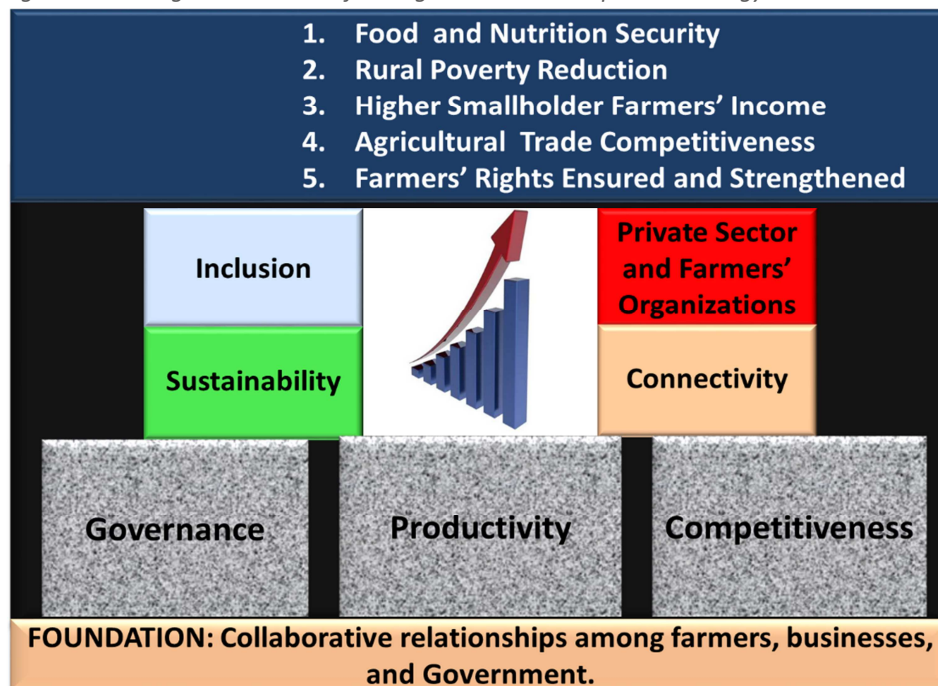 1. Food and Nutrition Security
2. Rural Poverty Reduction
3. Higher Smallholder Farmers’ Income
4. Agricultural Trade Competitiveness
5. Farmers’ Rights Ensured and Strengthened
Inclusion
Private Sector
and Farmers’
Organizations
Sustainability
Connectivity
Governance
Productivity
Competitiveness
FOUNDATION: Collaborative relationships among farmers, businesses,
and Government.